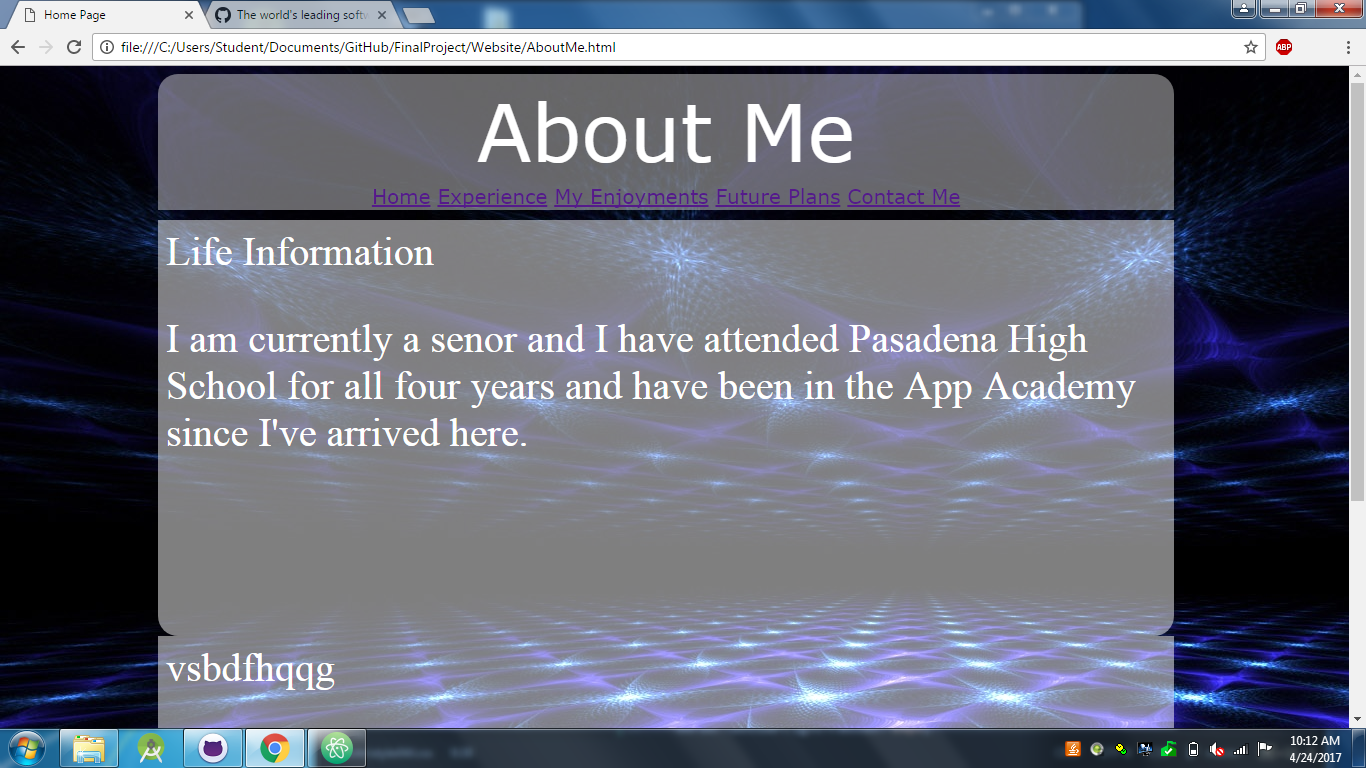 Home Page
The world's leading softw
file:///C:/Users/Student/Documents/GitHub/FinalProject/Website/AboutMe.html
ABP
About Me
Home Experience My Enjoyments Future Plans Contact Me
Life Information
I am currently a senor and I have attended Pasadena High
School for all four years and have been in the App Academy
since I've arrived here.
vsbdfhqqg
10:12 AM
4/24/2017